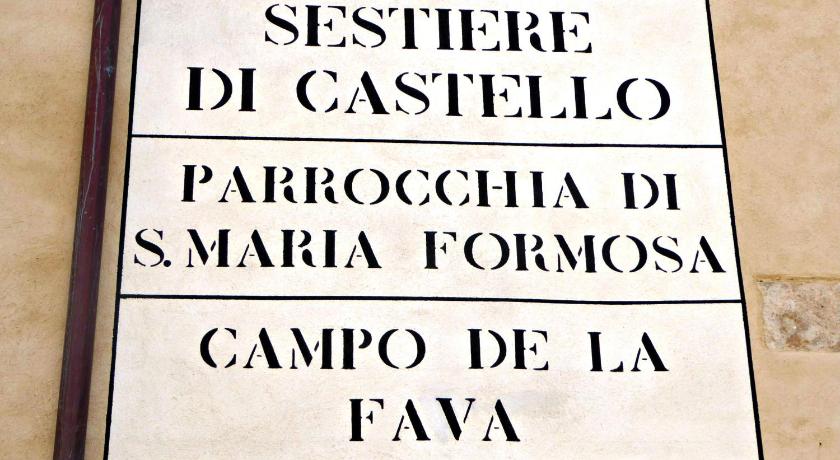 SESTIERE
DI CASTELLO
PARROCCHIA DI
S. MARIA FORMOSA
CAMPO DE LA
FAVA